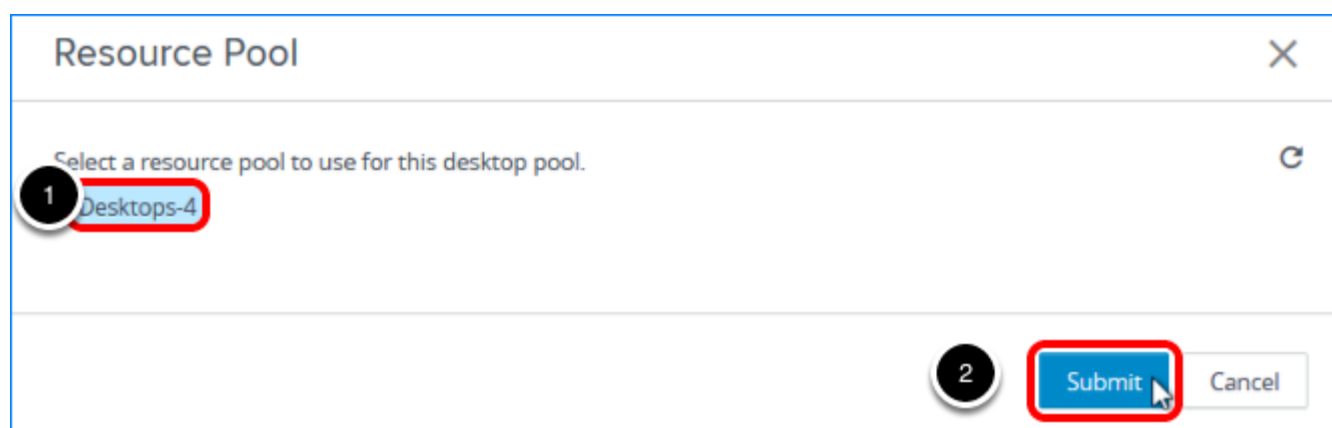 Resource Pool
Select a resource pool to use for this desktop pool.
1
Desktops-4
2
Submit
Cancel